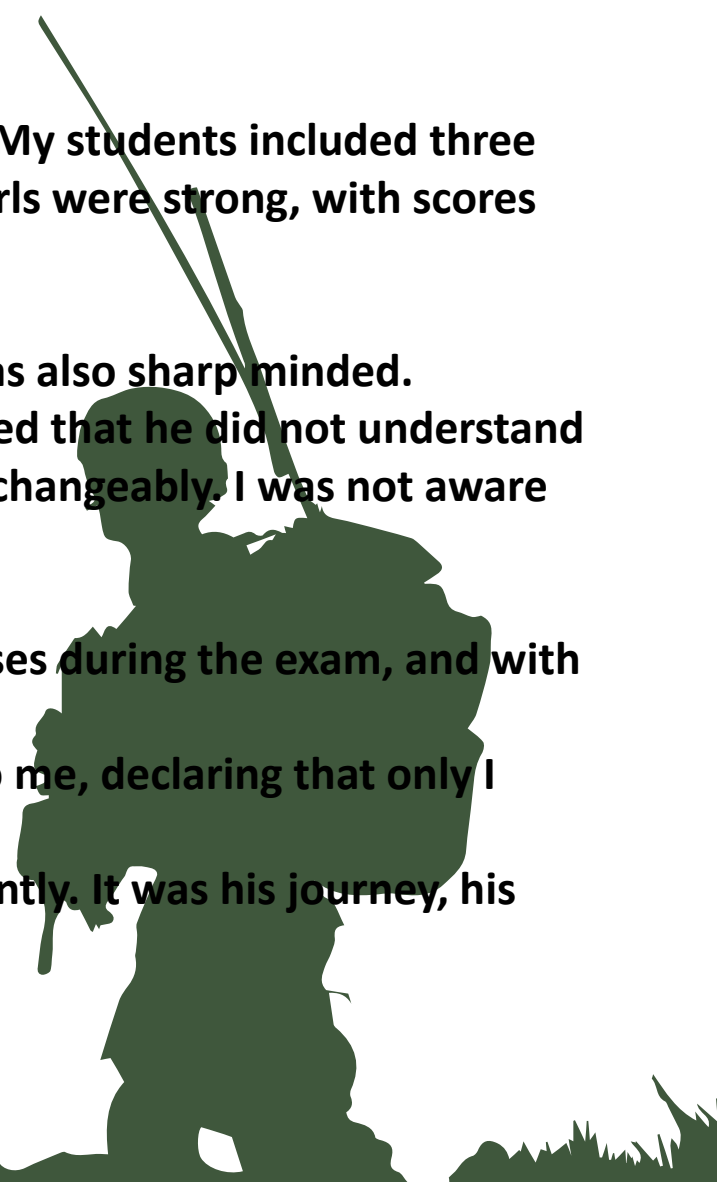 My students included three
rls were strong, with scores
as also sharp minded.
ed that he did not understand
changeably. I was not aware
ses during the exam, and with
o me, declaring that only I
ntly. It was his journey, his